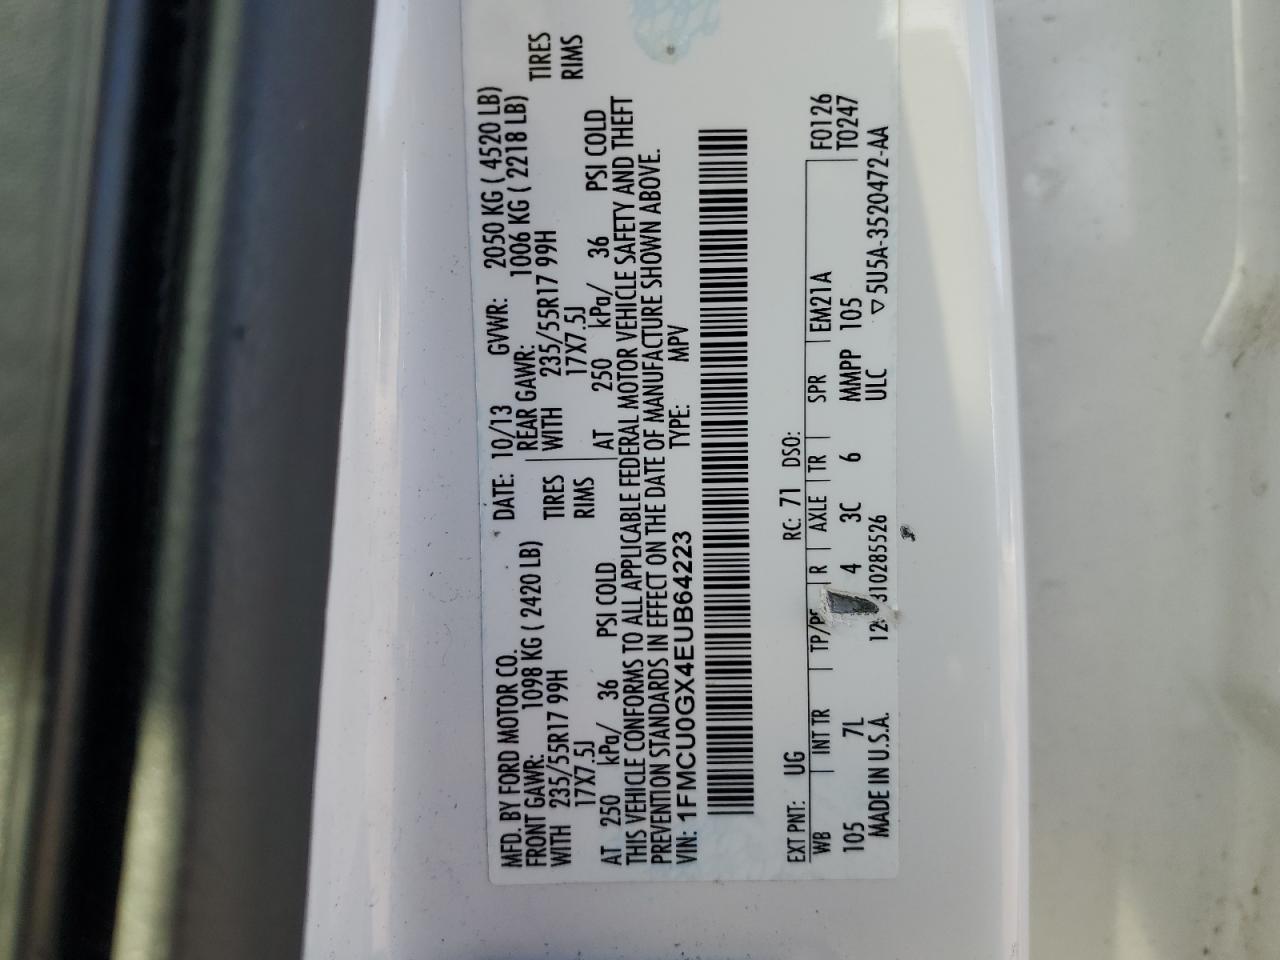 MFD. BY FORD MOTOR CO. DATE: 10/13 GVWR: 2050 KG ( 4520 LB)
FRONT GAWR: 1098 KG ( 2420 LB) REAR GAWR: 1006 KG ( 2218 LB)
WITH 235/55R17 99H TIRES WITH 235/55R17 99H TIRES
17X7.5J RIMS 17X7.5J RIMS
AT 250 kPa/ 36 PSI COLD AT 250 kPa/ 36 PSI COLD
THIS VEHICLE CONFORMS TO ALL APPLICABLE FEDERAL MOTOR VEHICLE SAFETY AND THEFT
PREVENTION STANDARDS IN EFFECT ON THE DATE OF MANUFACTURE SHOWN ABOVE.
VIN: 1FMCU0GX4EUB64223 TYPE: MPV
EXT PNT: UG RC: 71 DSO:
WB INT TR R AXLE TR SPR EM21A F0126
105 7L 4 3C 6 MMPP 105 T0247
MADE IN U.S.A. ULC ▽ 5U5A-3520472-AA